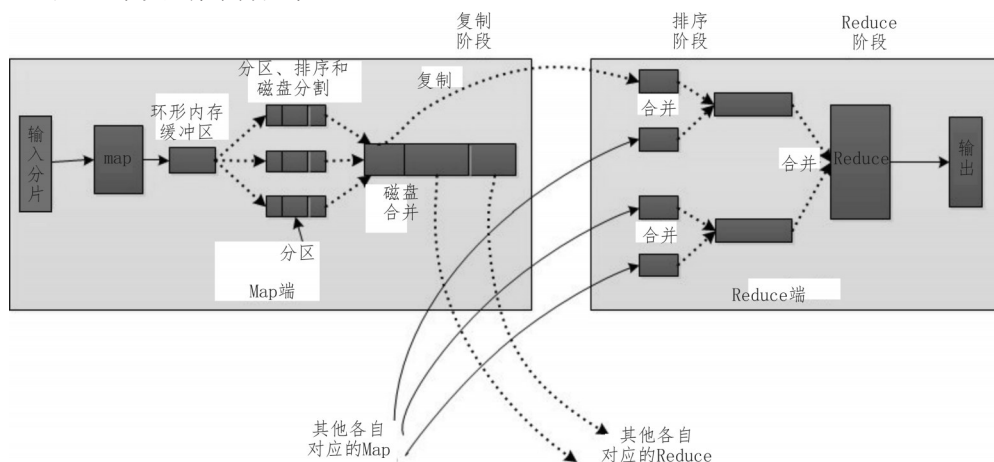 复制
阶段
排序
阶段
Reduce
阶段
分区、排序和
磁盘分割
复制
环形内存
缓冲区
输入分片
map
磁盘
合并
分区
Map端
合并
合并
合并
Reduce
输出
Reduce端
其他各自
对应的Map
其他各自
对应的Reduce